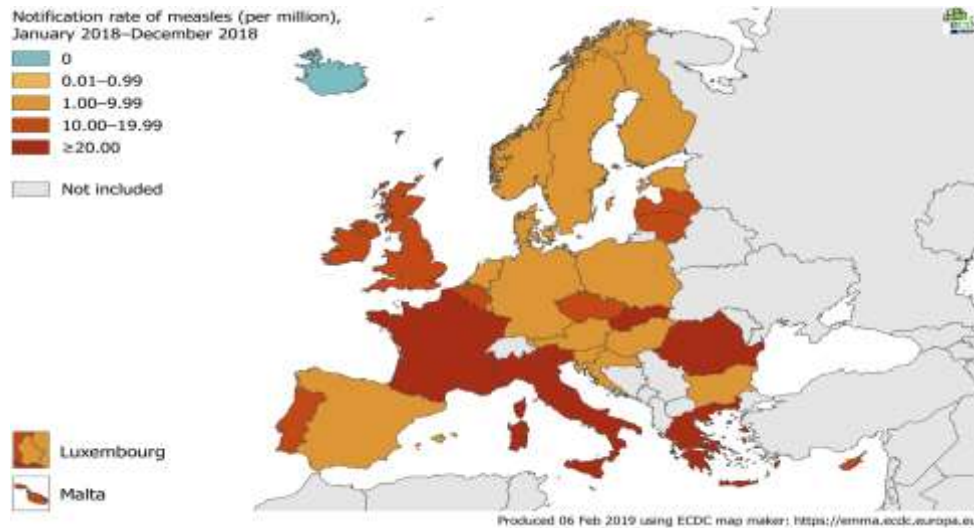 Notification rate of measles (per million),
January 2018–December 2018
0
0.01–0.99
1.00–9.99
10.00–19.99
≥20.00
Not included
Luxembourg
Malta
Produced 06 Feb 2019 using ECDC map maker: https://emma.ecdc.europa.eu